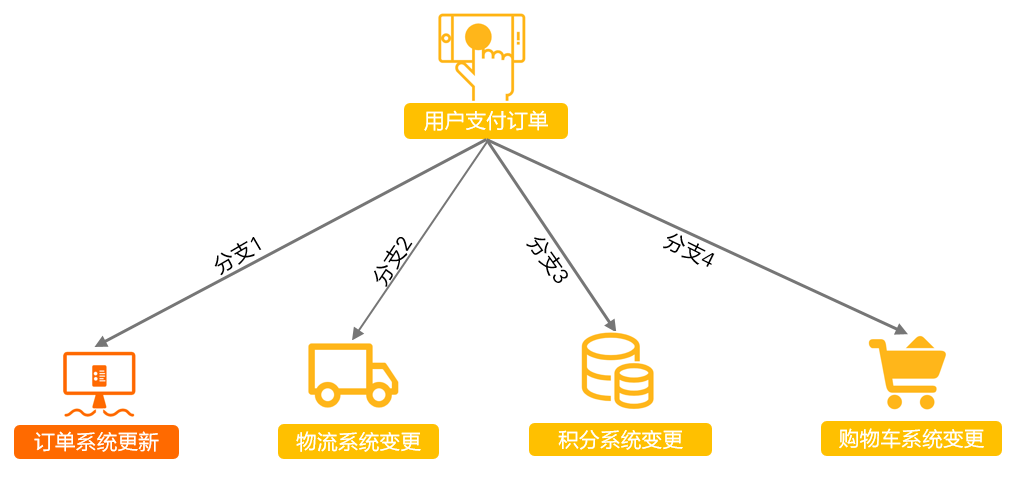 用户支付订单
分支1
分支2
分支3
分支4
订单系统更新
物流系统变更
积分系统变更
购物车系统变更